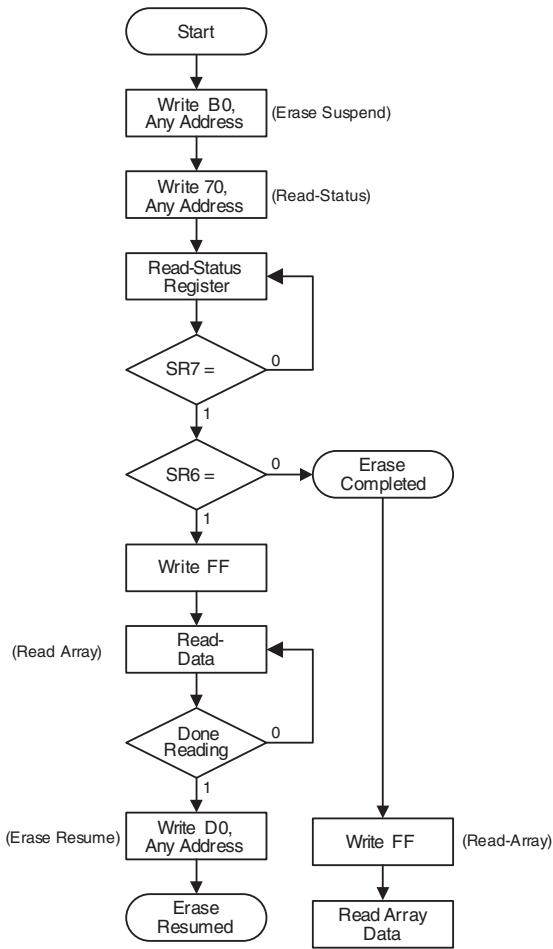 Start
Write B0,
Any Address
(Erase Suspend)
Write 70,
Any Address
(Read-Status)
Read-Status
Register
SR7 =
0
1
SR6 =
0
Erase
Completed
1
Write FF
(Read Array)
Read-
Data
Done
Reading
0
1
(Erase Resume)
Write D0,
Any Address
Write FF
(Read-Array)
Erase
Resumed
Read Array
Data